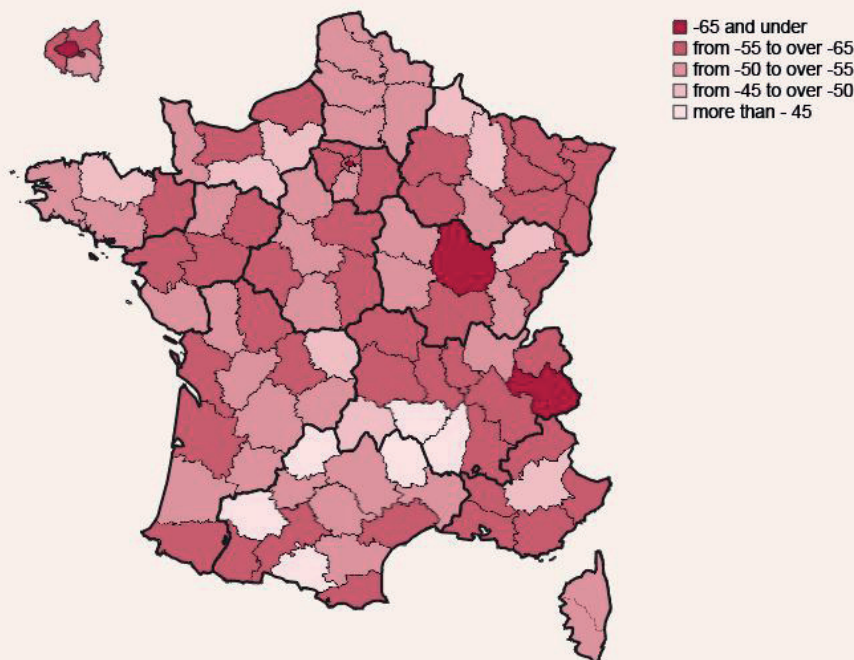 -65 and under
from -55 to over -65
from -50 to over -55
from -45 to over -50
more than - 45